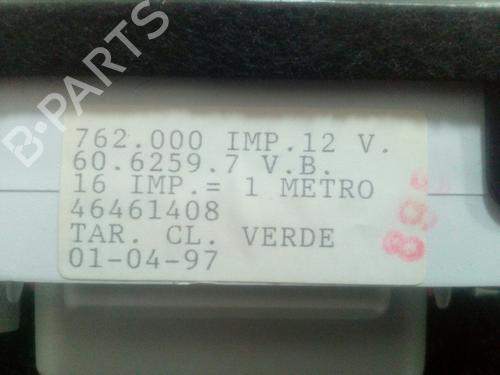 B-PARTS
762.000 IMP.12 V.
60.6259.7 V.B.
16 IMP.= 1 METRO
46461408
TAR. CL. VERDE
01-04-97